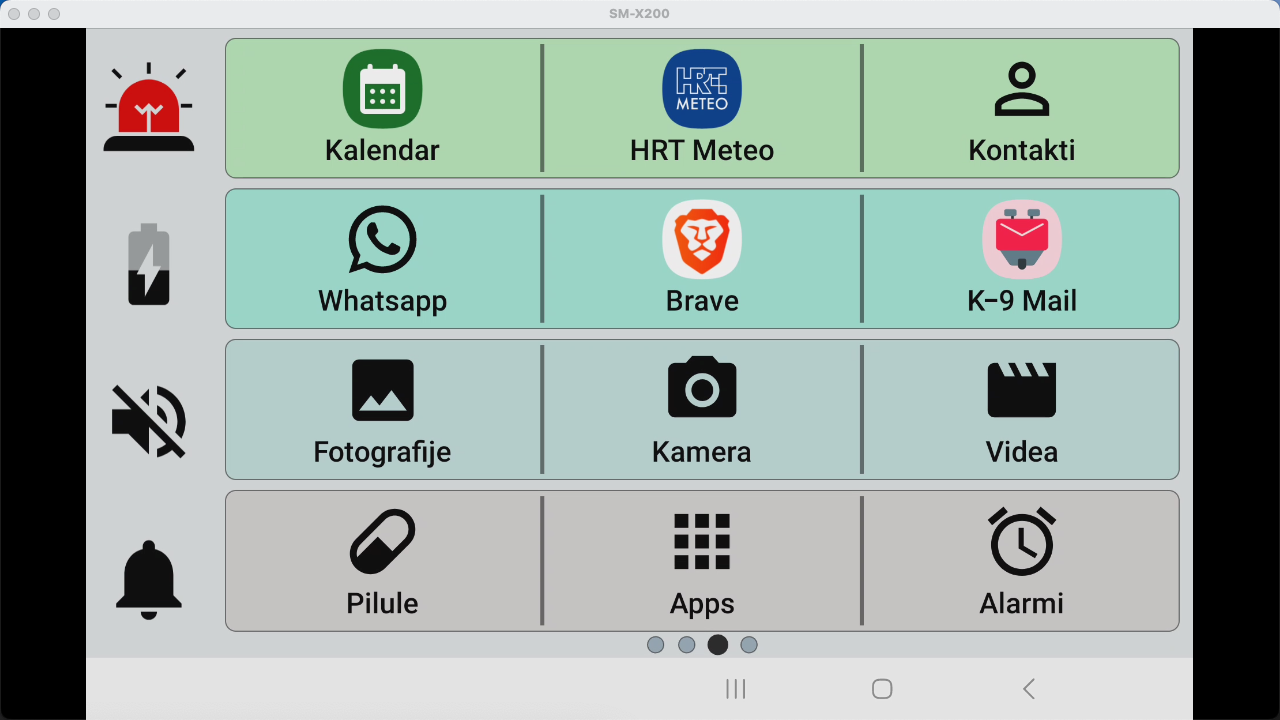 SM-X200
Kalendar
HRT METEO
HRT Meteo
Kontakti
Whatsapp
Brave
K-9 Mail
Fotografije
Kamera
Videa
Pilule
Apps
Alarmi